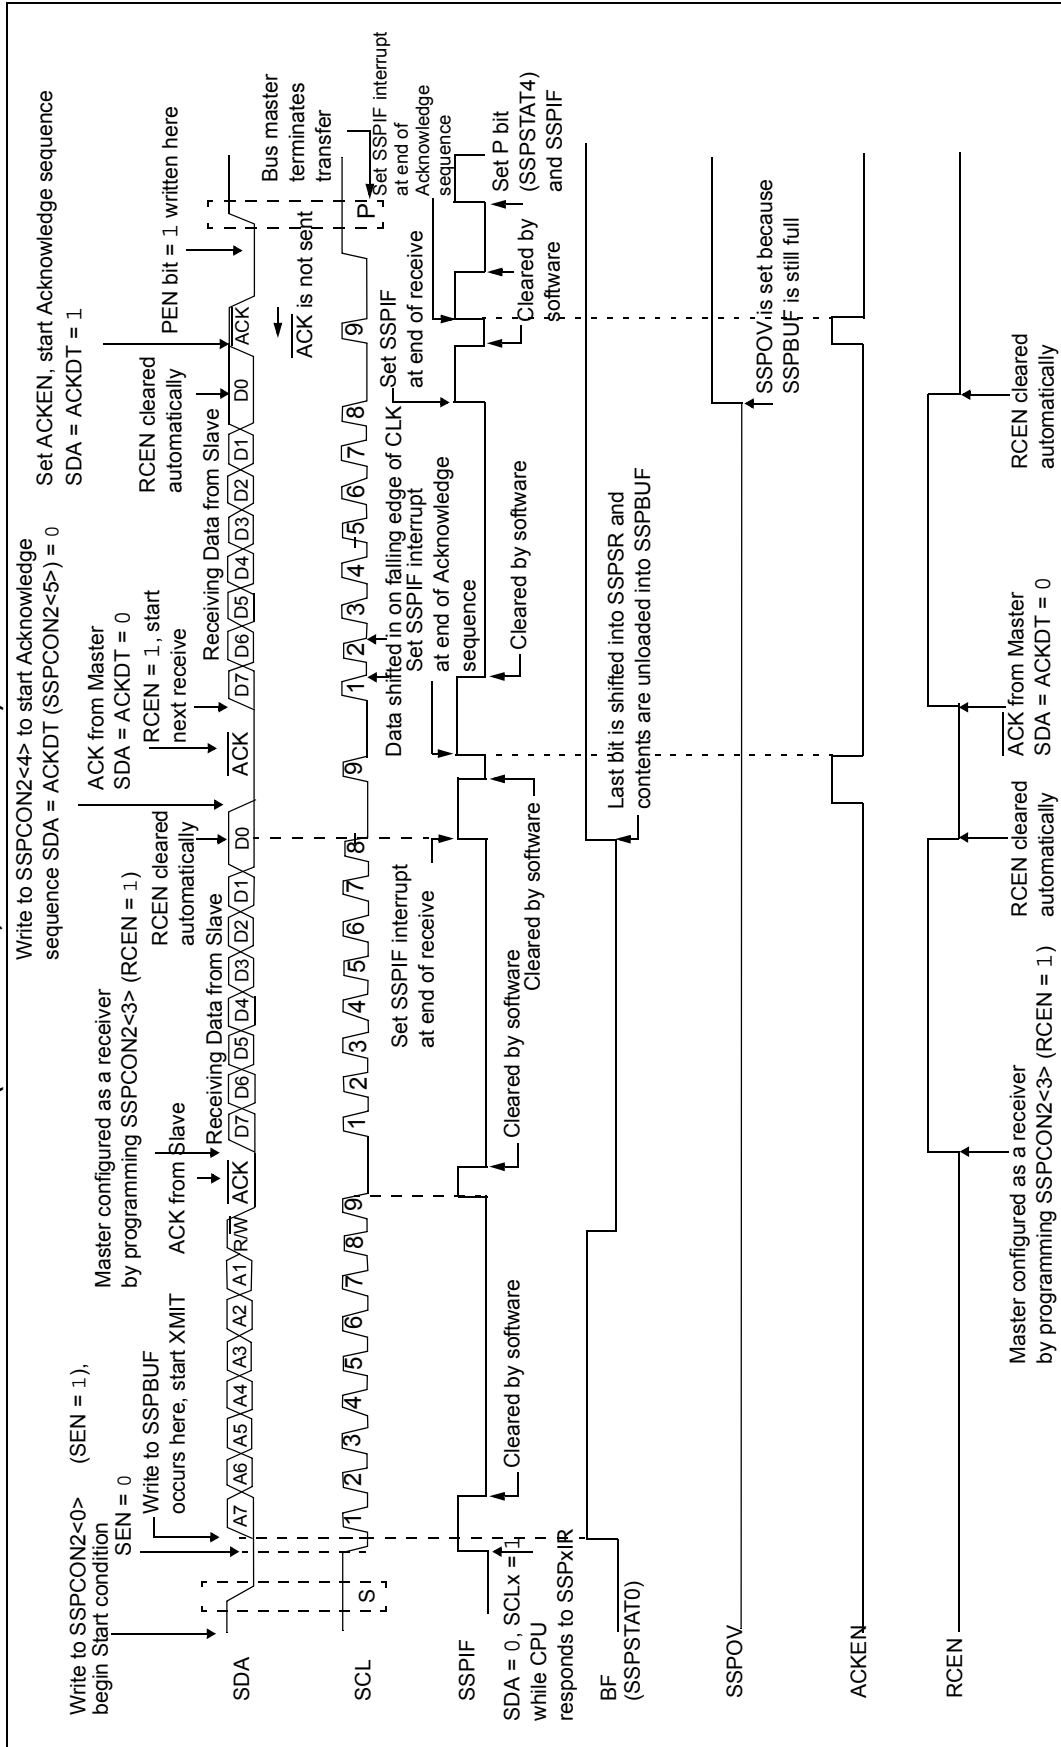 Write to SSPCON2<4> to start Acknowledge
sequence SDA = ACKDT (SSPCON2<5>) = 0
Set ACKEN, start Acknowledge sequence
SDA = ACKDT = 1
Write to SSPCON2<0> (SEN = 1),
begin Start condition
SEN = 0
Write to SSPBUF
occurs here, start XMIT
Master configured as a receiver
by programming SSPCON2<3> (RCEN = 1)
ACK from Slave
RCEN cleared
automatically
ACK from Master
SDA = ACKDT = 0
RCEN = 1, start
next receive
RCEN cleared
automatically
PEN bit = 1 written here
Receiving Data from Slave
Receiving Data from Slave
SDA
A7 A6 A5 A4 A3 A2 A1 R/W ACK D7 D6 D5 D4 D3 D2 D1 D0 ACK D7 D6 D5 D4 D3 D2 D1 D0 ACK
ACK is not sent
Bus master
terminates
transfer
SCL
S 1 2 3 4 5 6 7 8 9 1 2 3 4 5 6 7 8 9 1 2 3 4 5 6 7 8 9 P
Set SSPIF interrupt
at end of receive
Data shifted in on falling edge of CLK
Set SSPIF interrupt
at end of Acknowledge
sequence
Set SSPIF
at end of receive
Set SSPIF interrupt
at end of
Acknowledge
sequence
SSPIF
Cleared by software
Cleared by software
Cleared by software
Cleared by software
Cleared by
software
Set P bit
(SSPSTAT4)
and SSPIF
SDA = 0, SCLx = 1
while CPU
responds to SSPxIR
BF
(SSPSTAT0)
Last bit is shifted into SSPSR and
contents are unloaded into SSPBUF
SSPOV
SSPOV is set because
SSPBUF is still full
ACKEN
RCEN
Master configured as a receiver
by programming SSPCON2<3> (RCEN = 1)
RCEN cleared
automatically
ACK from Master
SDA = ACKDT = 0
RCEN cleared
automatically